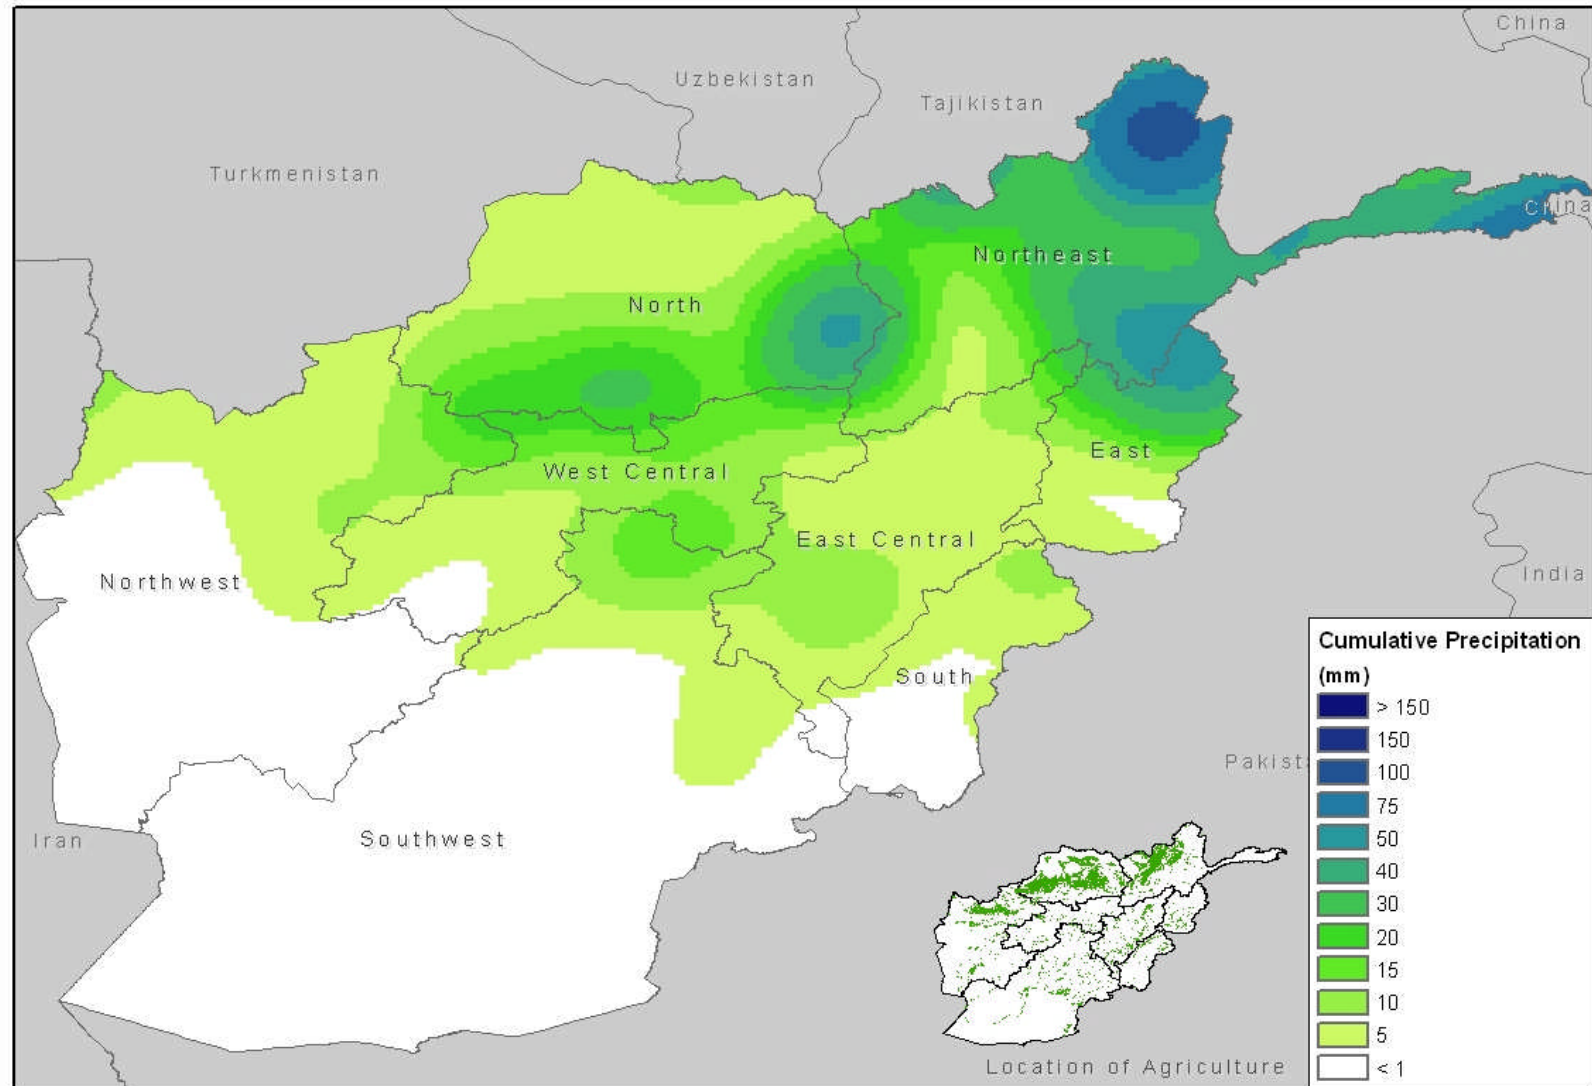 China
Uzbekistan
Tajikistan
Turkmenistan
China
Northeast
North
East
West Central
East Central
Northwest
India
South
Pakist
Iran
Southwest
Cumulative Precipitation
(mm)
> 150
150
100
75
50
40
30
20
15
10
5
< 1
Location of Agriculture